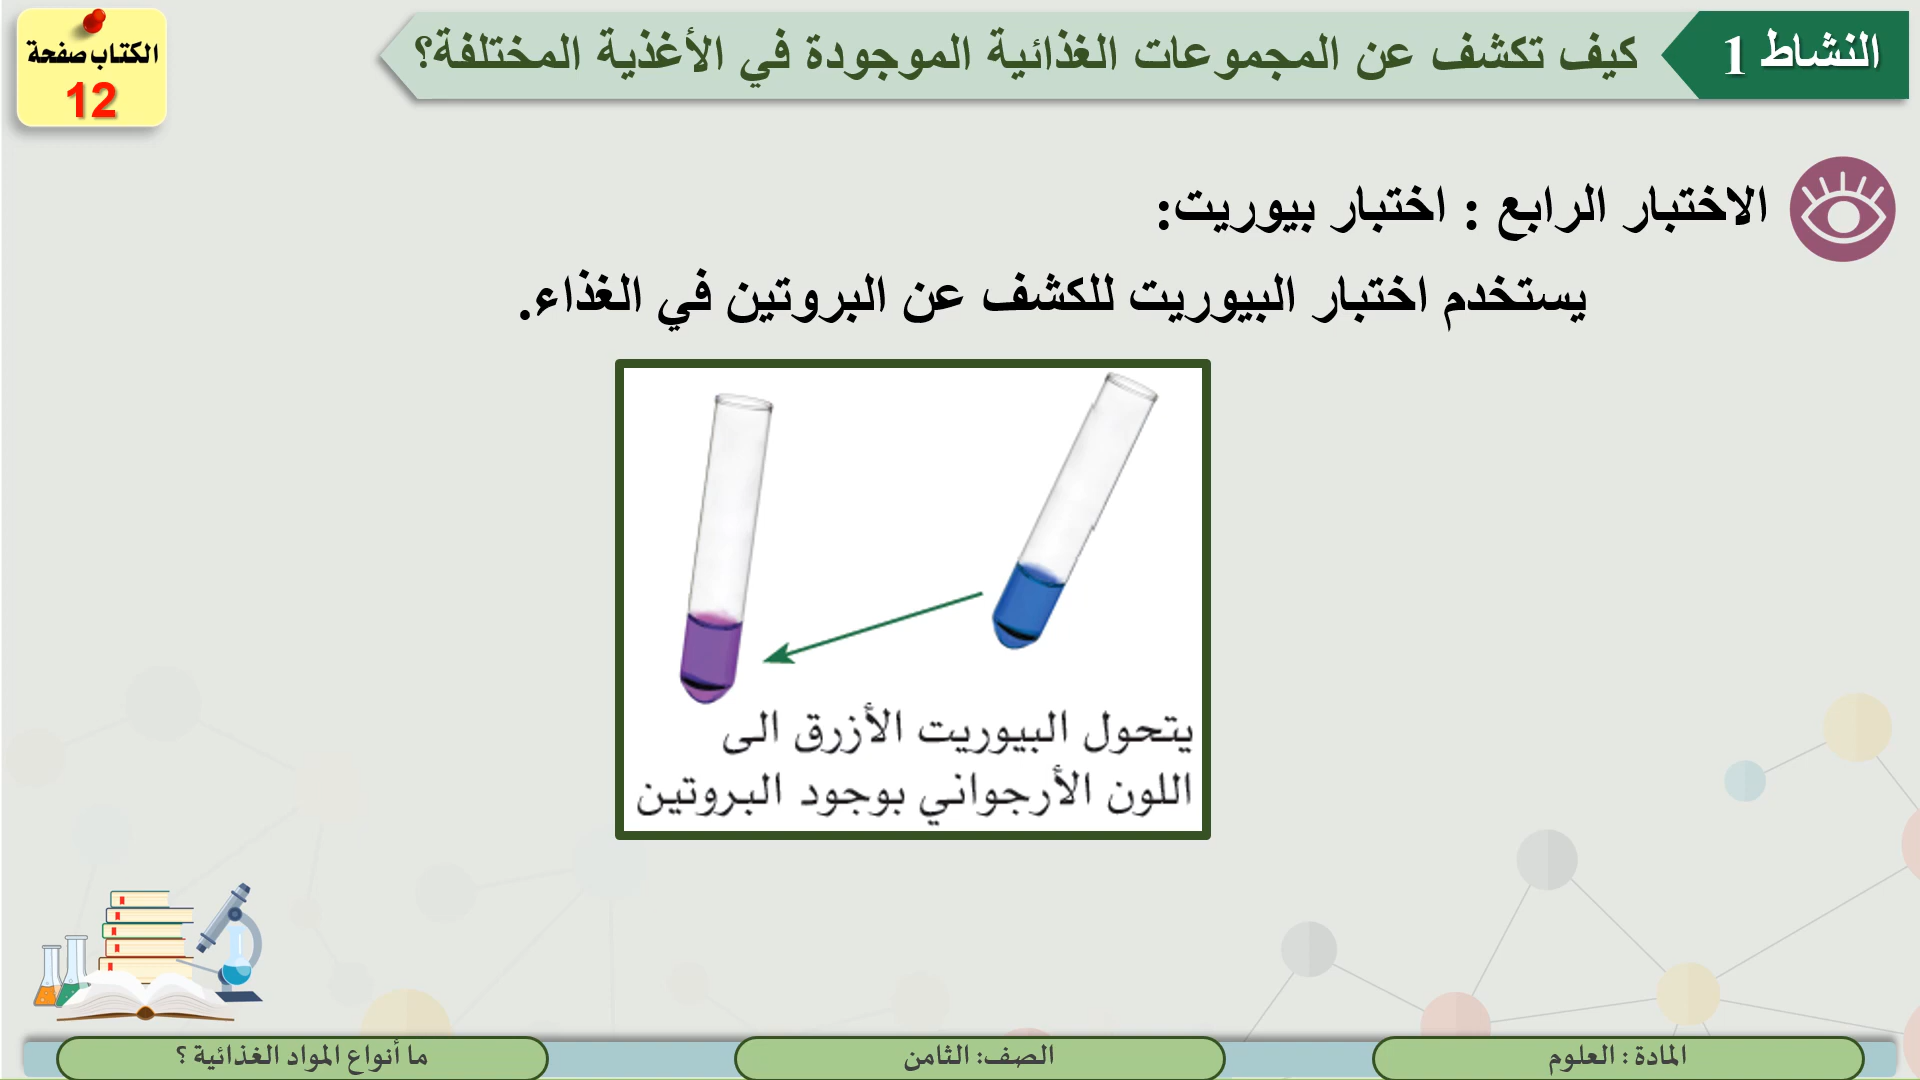 النشاط 1
كيف تكشف عن المجموعات الغذائية الموجودة في الأغذية المختلفة؟
الكتاب صفحة
12
الاختبار الرابع : اختبار بيوريت:
يستخدم اختبار البيوريت للكشف عن البروتين في الغذاء.
يتحول البيوريت الأزرق الى
اللون الأرجواني بوجود البروتين
المادة : العلوم
الصف: الثامن
ما أنواع المواد الغذائية ؟